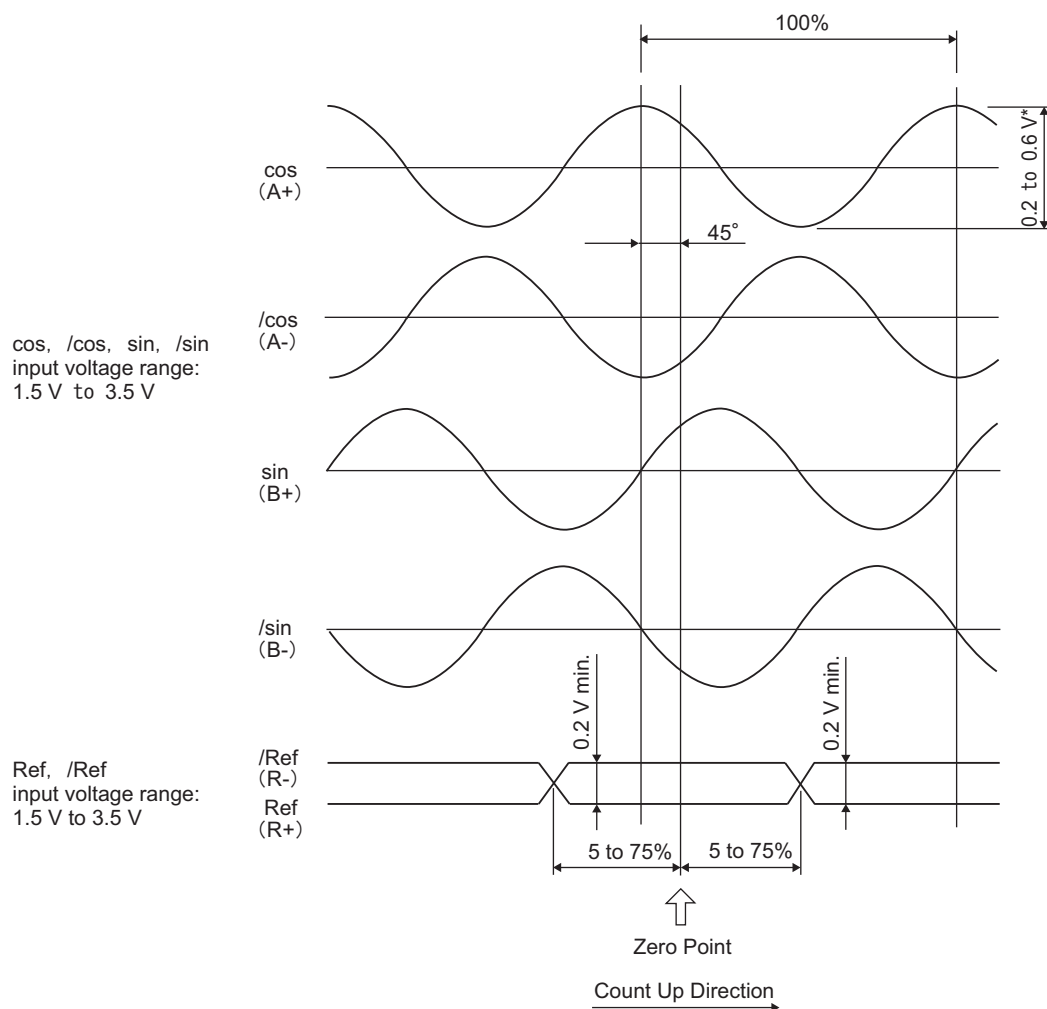 100%
0.2 to 0.6 V*
cos
(A+)
45°
/cos
(A-)
cos, /cos, sin, /sin
input voltage range:
1.5 V to 3.5 V
sin
(B+)
/sin
(B-)
0.2 V min.
0.2 V min.
/Ref
(R-)
Ref
(R+)
Ref, /Ref
input voltage range:
1.5 V to 3.5 V
5 to 75%
5 to 75%
Zero Point
Count Up Direction